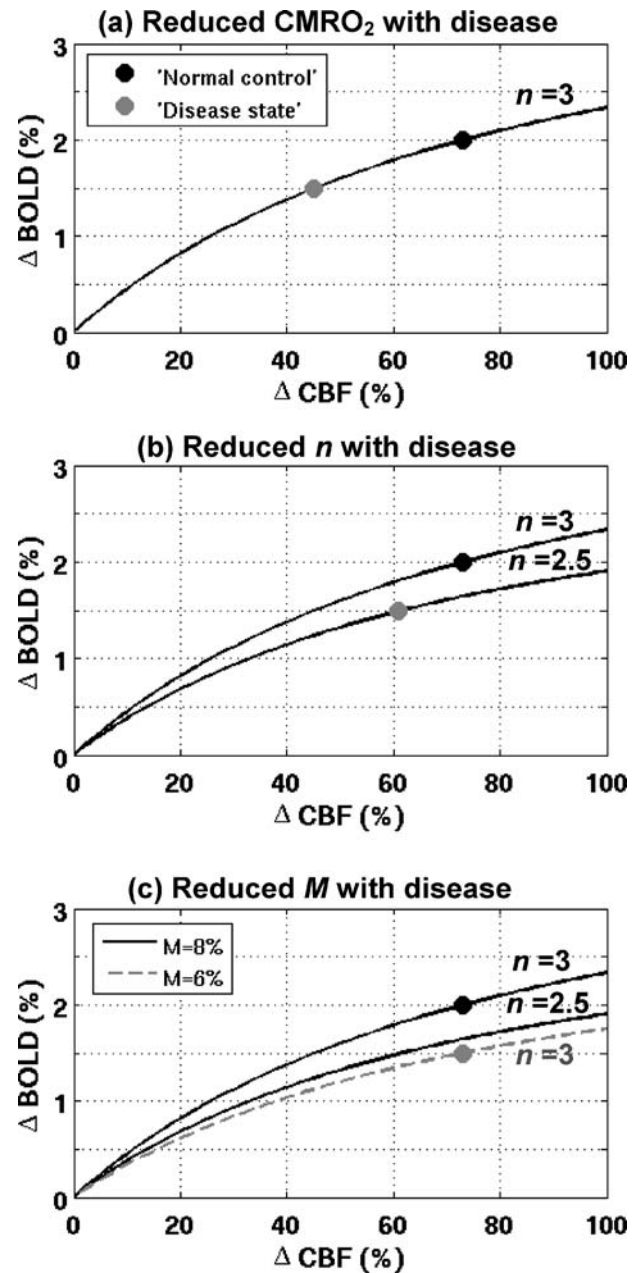 (a) Reduced CMRO₂ with disease
3
2
1
0
Δ BOLD (%)
'Normal control'
'Disease state'
n =3
0 20 40 60 80 100
Δ CBF (%)
(b) Reduced n with disease
3
2
1
0
Δ BOLD (%)
n =3
n =2.5
0 20 40 60 80 100
Δ CBF (%)
(c) Reduced M with disease
3
2
1
0
Δ BOLD (%)
M=8%
M=6%
n =3
n =2.5
n =3
0 20 40 60 80 100
Δ CBF (%)